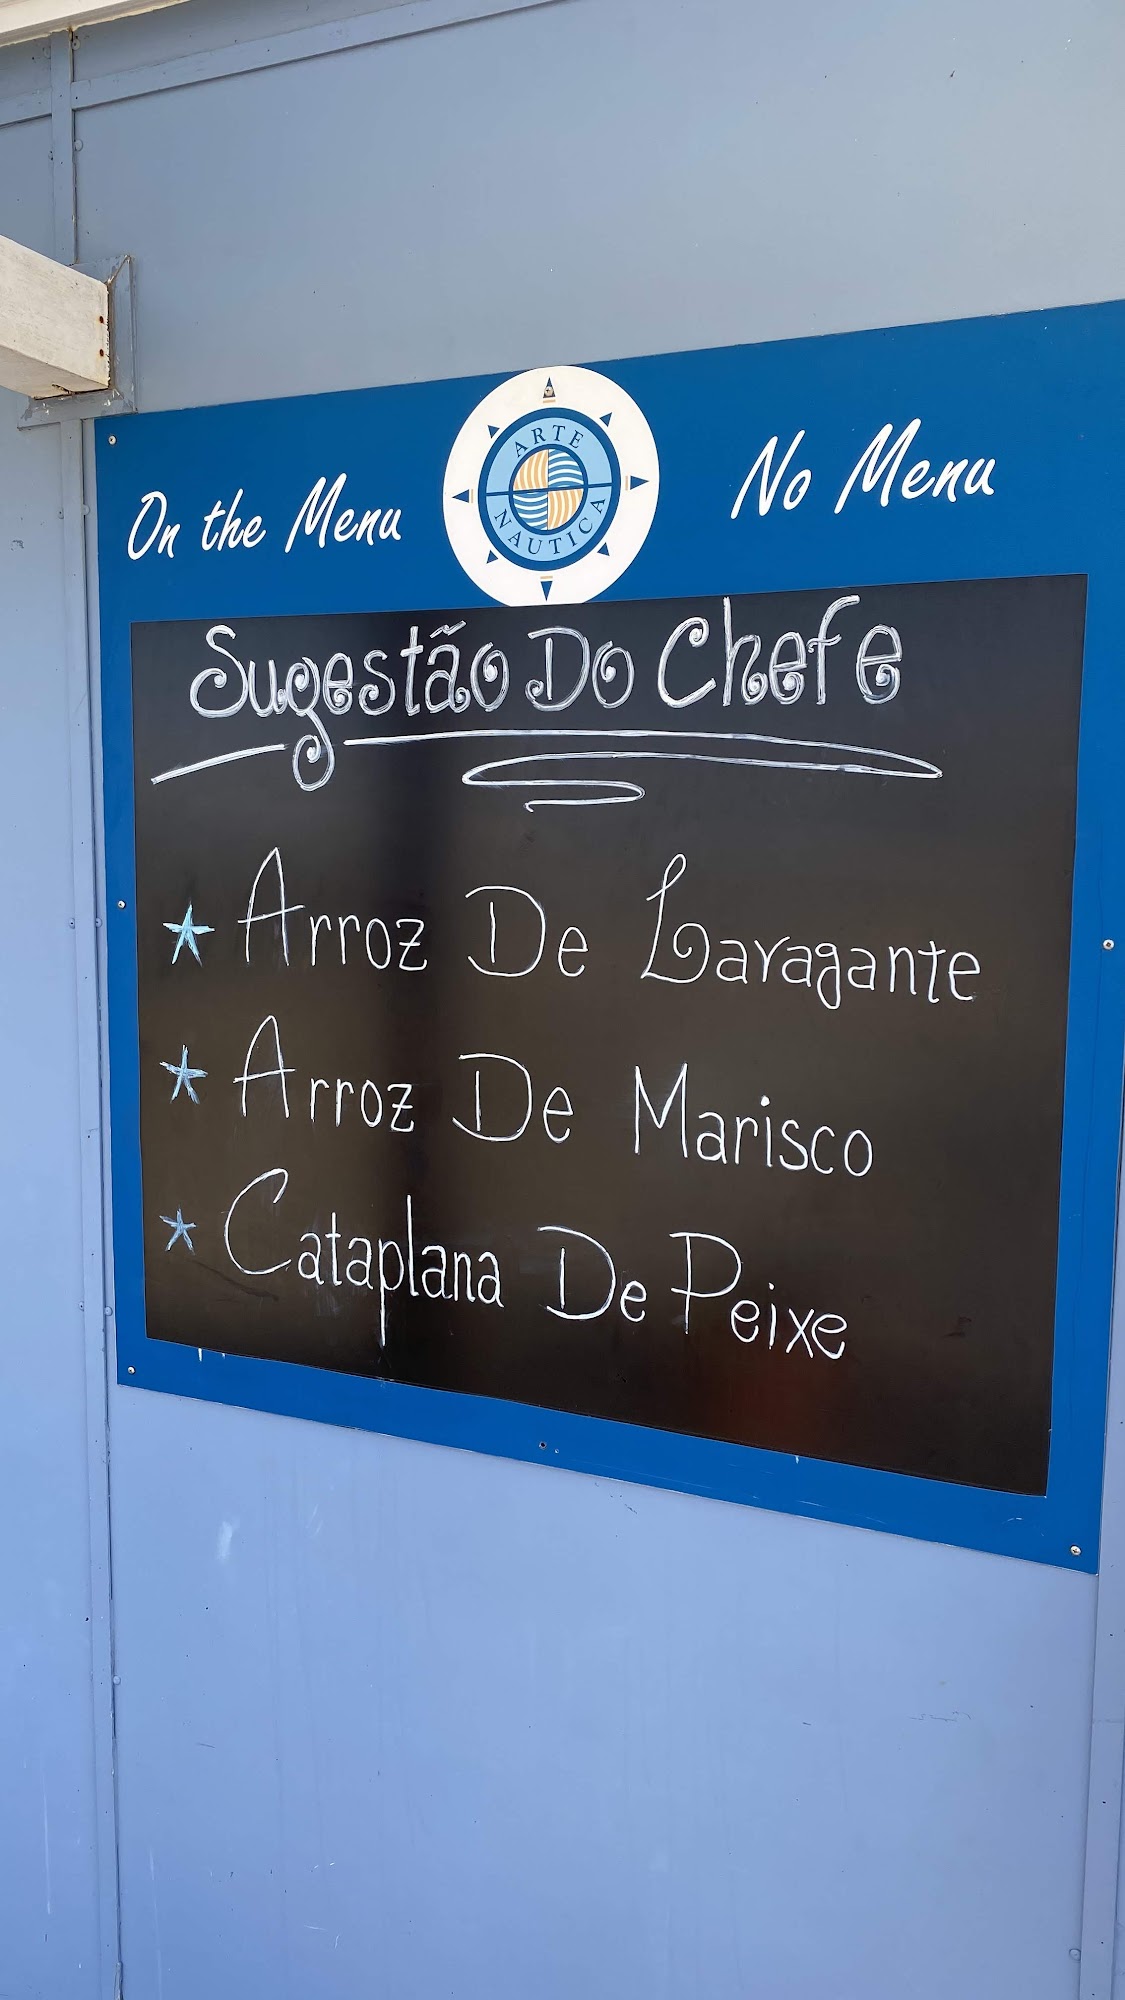 On the Menu
ARTE
NAUTICA
No Menu
Sugestão Do Chefe
Arroz De Lavagante
Arroz De Marisco
Cataplana De Peixe